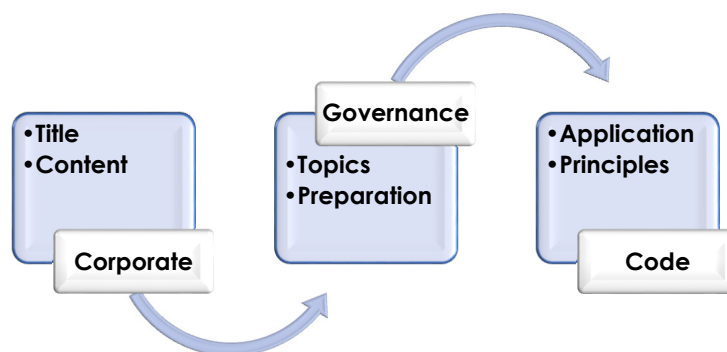 •Title
•Content
Corporate
Governance
•Topics
•Preparation
•Application
•Principles
Code